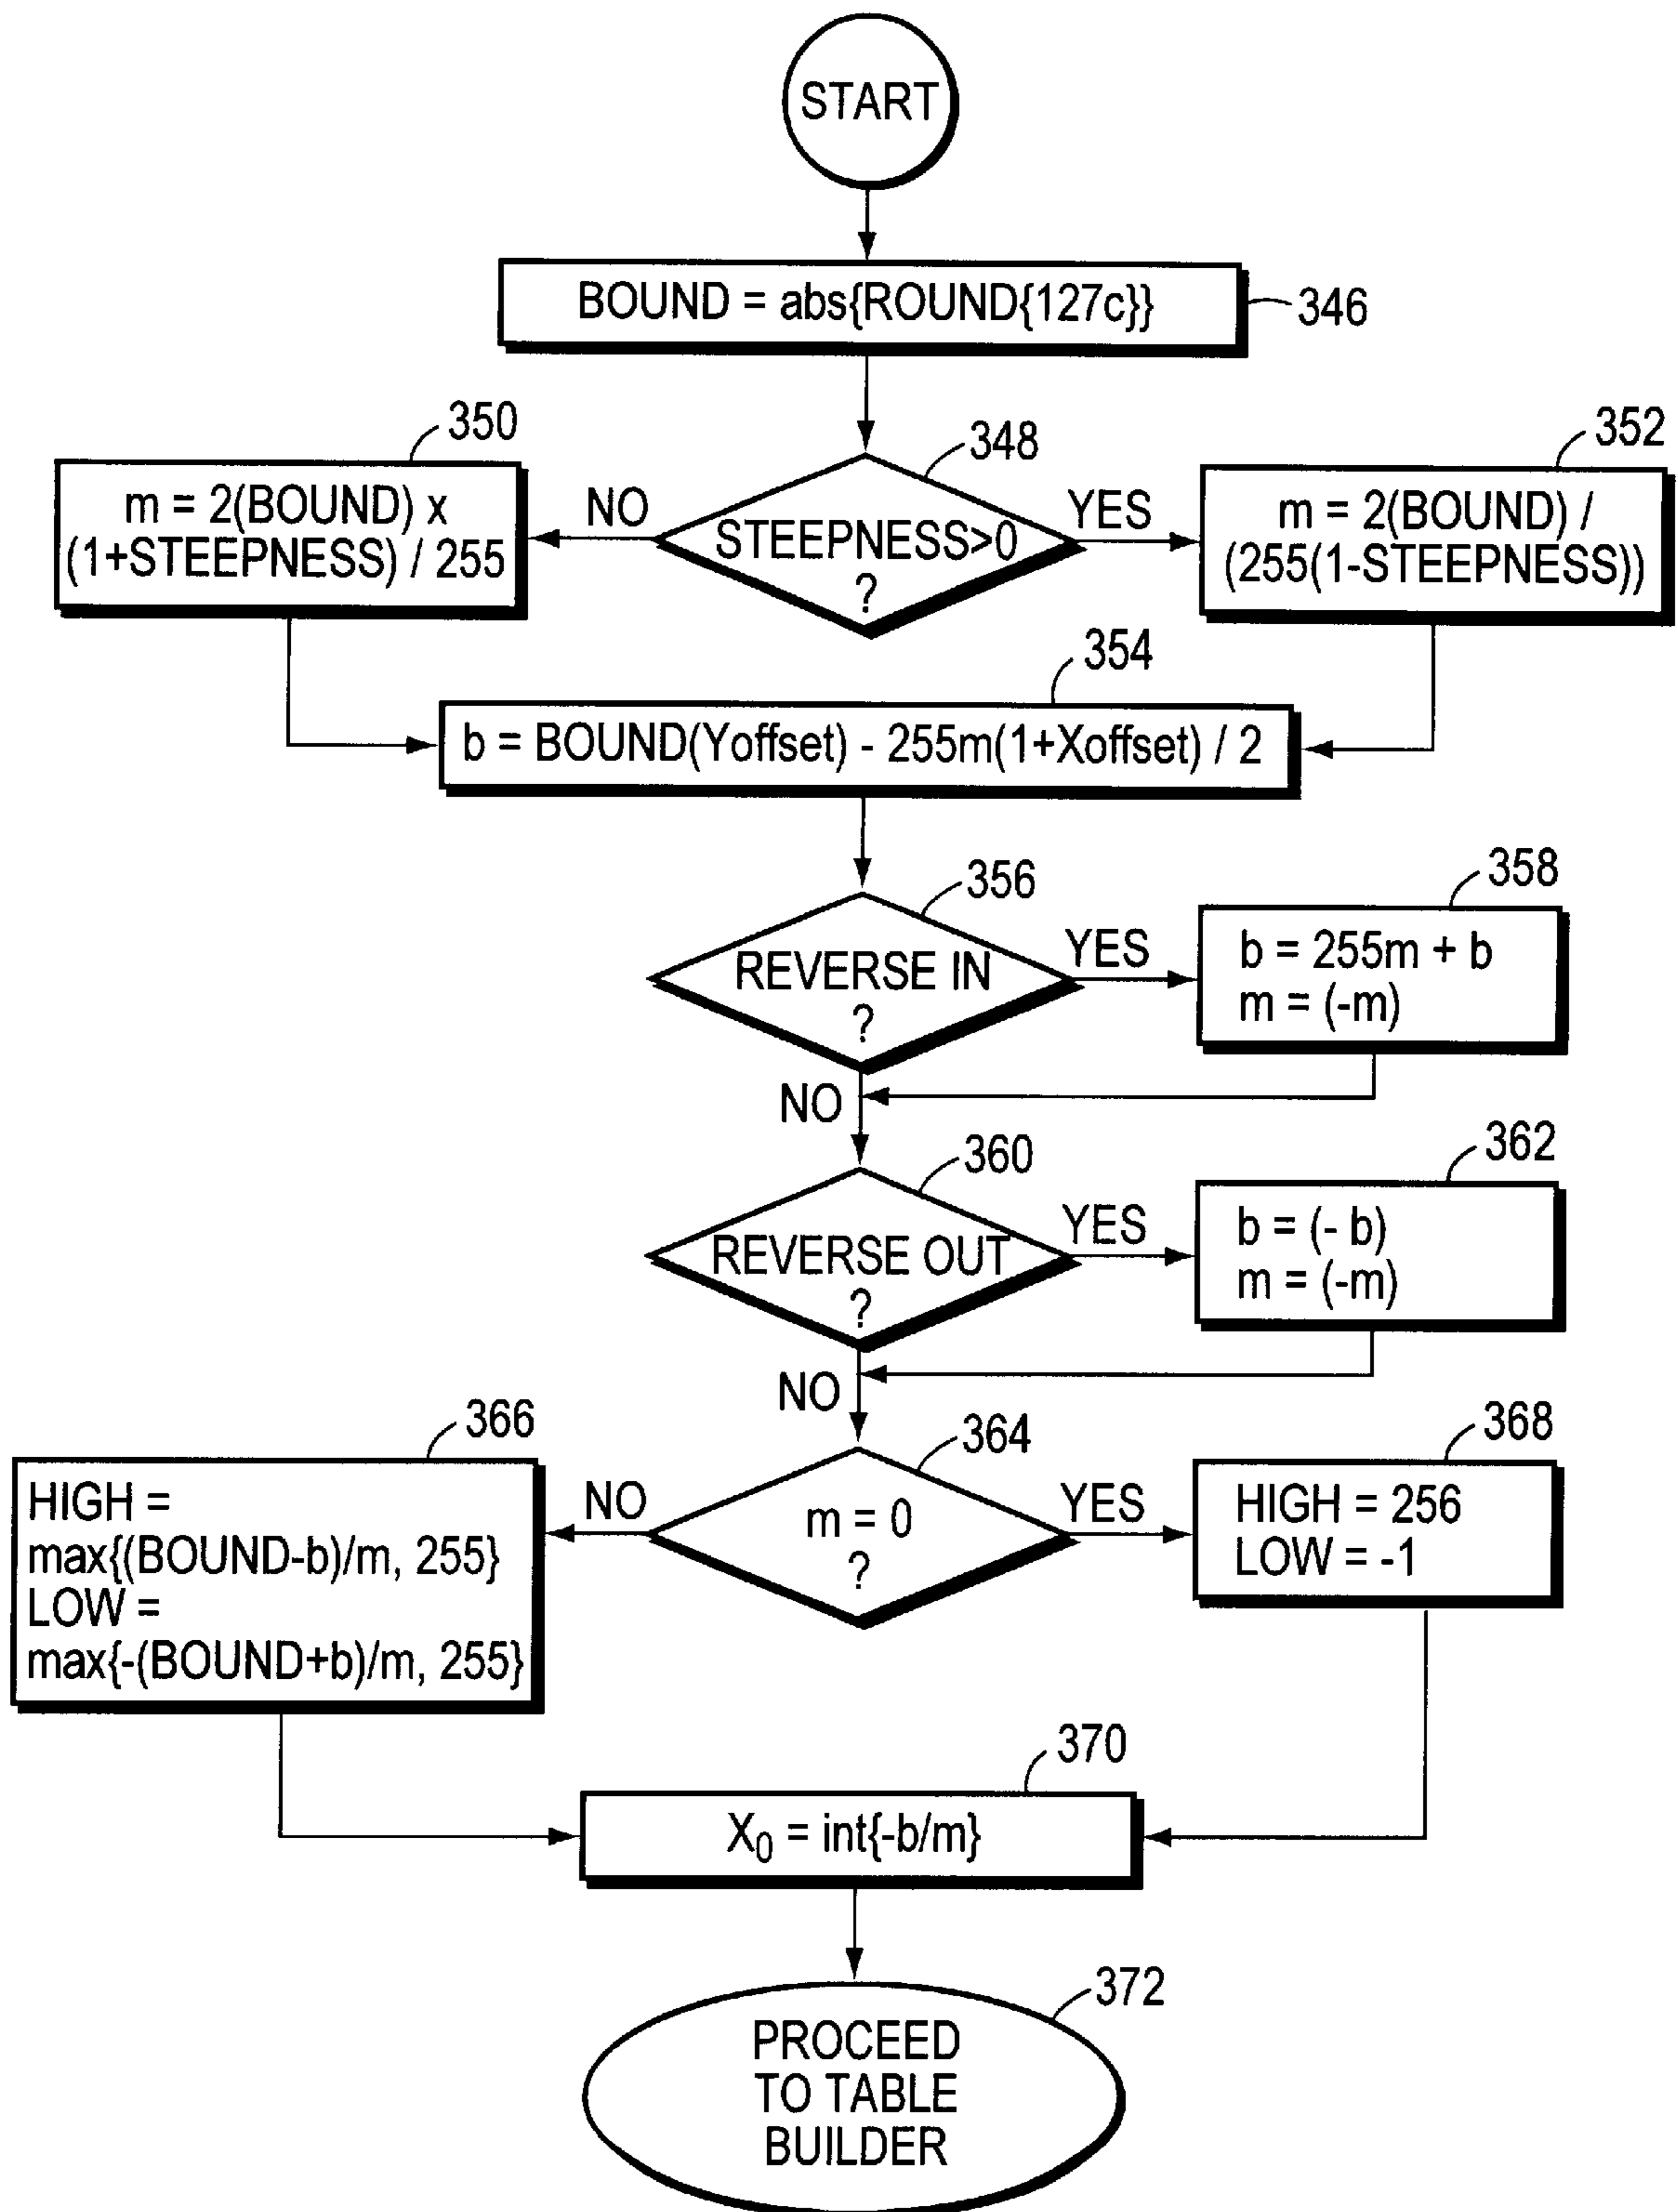 START
BOUND = abs{ROUND{127c}}
346
350
348
352
m = 2(BOUND) x
(1+STEEPNESS) / 255
NO
STEEPNESS>0
?
YES
m = 2(BOUND) /
(255(1-STEEPNESS))
354
b = BOUND(Yoffset) - 255m(1+Xoffset) / 2
356
358
REVERSE IN
?
YES
b = 255m + b
m = (-m)
NO
360
362
REVERSE OUT
?
YES
b = (- b)
m = (-m)
NO
366
364
368
HIGH =
max{(BOUND-b)/m, 255}
LOW =
max{-(BOUND+b)/m, 255}
NO
m = 0
?
YES
HIGH = 256
LOW = -1
370
X₀ = int{-b/m}
372
PROCEED
TO TABLE
BUILDER